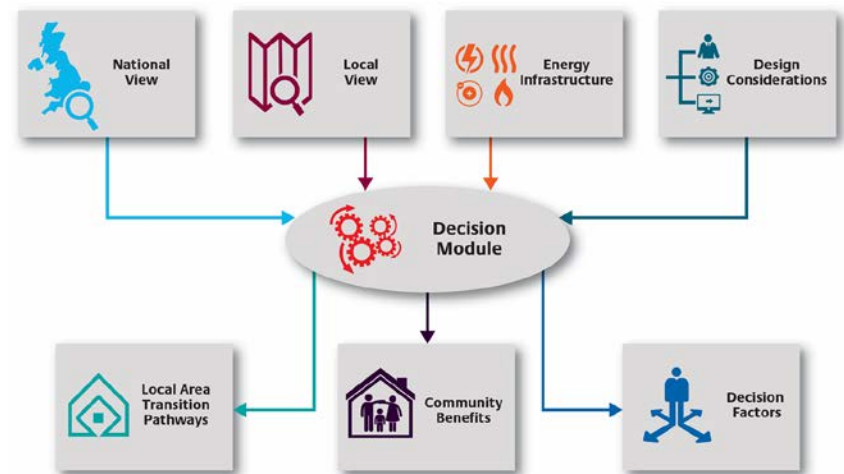 National
View
Local
View
Energy
Infrastructure
Design
Considerations
Decision
Module
Local Area
Transition
Pathways
Community
Benefits
Decision
Factors